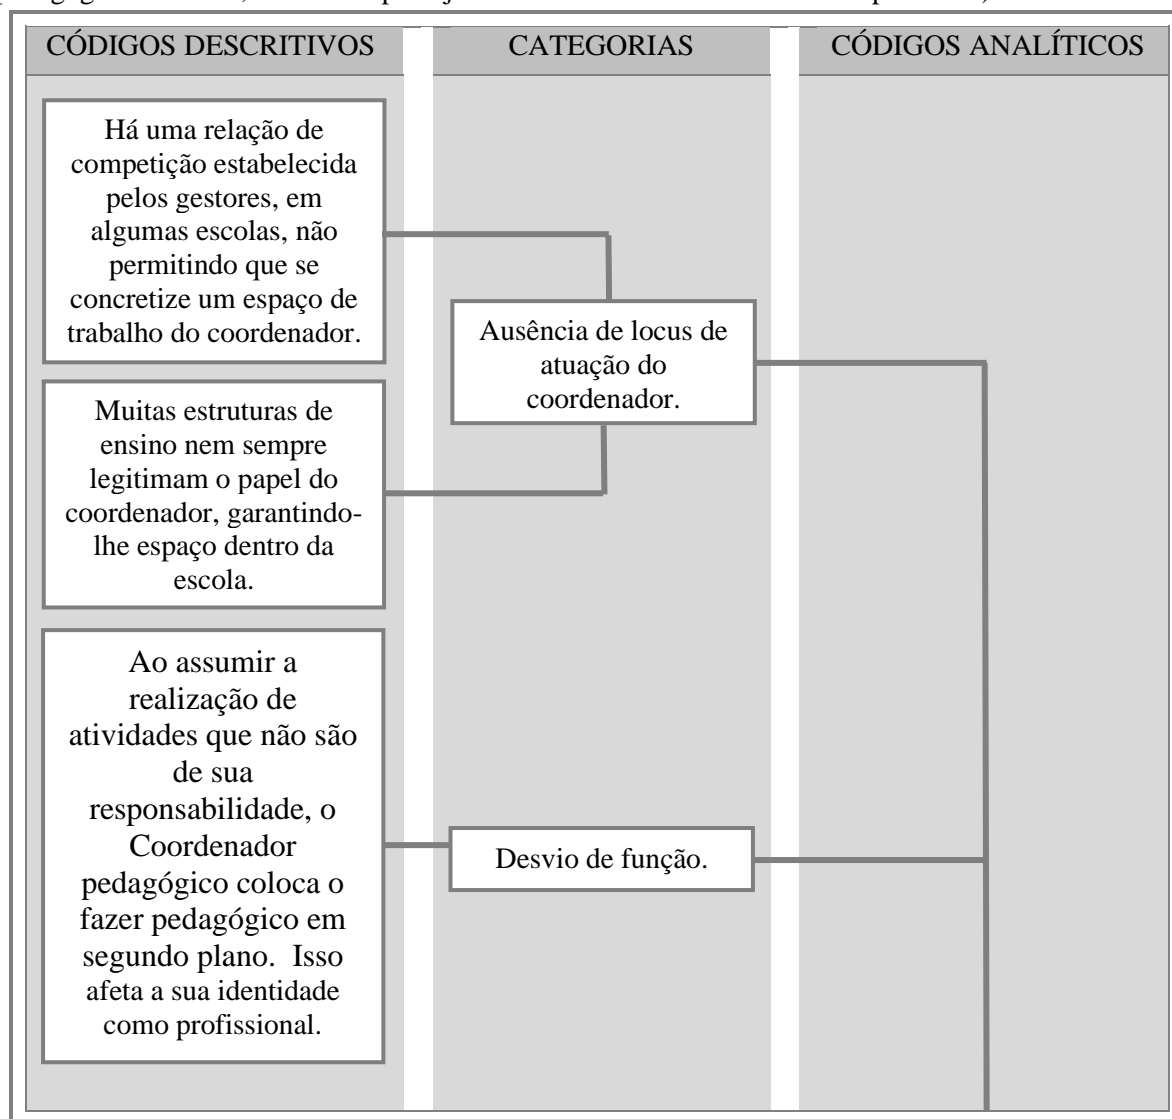 CÓDIGOS DESCRITIVOS
CATEGORIAS
CÓDIGOS ANALÍTICOS
Há uma relação de
competição estabelecida
pelos gestores, em
algumas escolas, não
permitindo que se
concretize um espaço de
trabalho do coordenador.
Ausência de locus de
atuação do
coordenador.
Muitas estruturas de
ensino nem sempre
legitimam o papel do
coordenador, garantindo-
lhe espaço dentro da
escola.
Ao assumir a
realização de
atividades que não são
de sua
responsabilidade, o
Coordenador
pedagógico coloca o
fazer pedagógico em
segundo plano. Isso
afeta a sua identidade
como profissional.
Desvio de função.